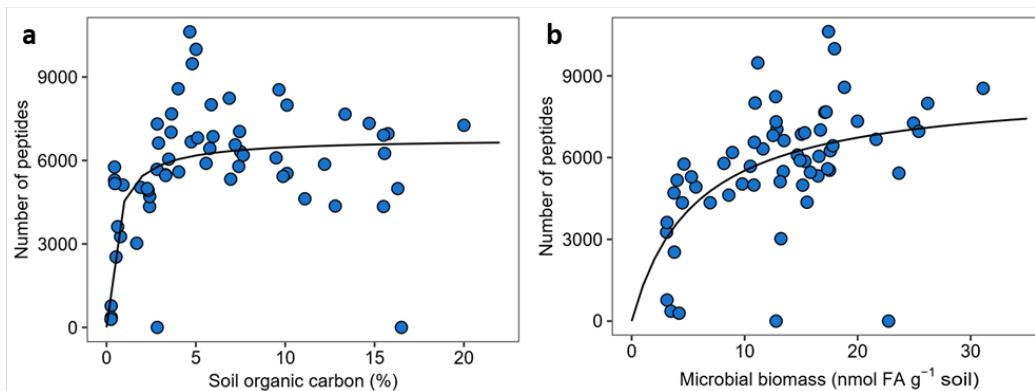 a
Number of peptides
9000
6000
3000
0
0
5
10
15
20
Soil organic carbon (%)
b
Number of peptides
9000
6000
3000
0
0
10
20
30
Microbial biomass (nmol FA g⁻¹ soil)